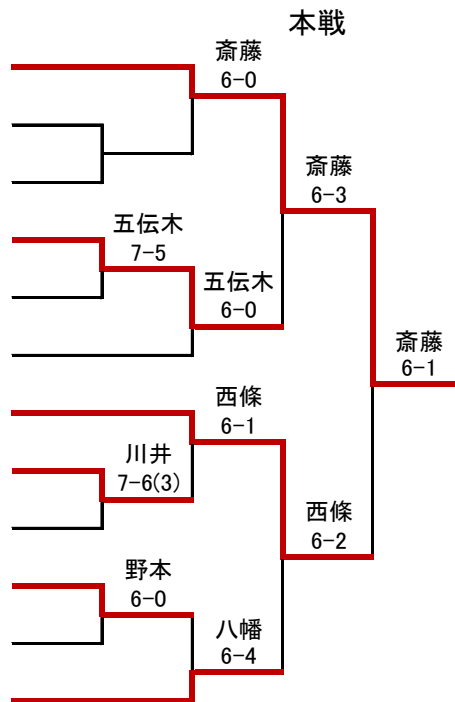 本戦
斎藤
6-0
斎藤
6-3
五伝木
7-5
五伝木
6-0
斎藤
6-1
西條
6-1
川井
7-6(3)
西條
6-2
野本
6-0
八幡
6-4